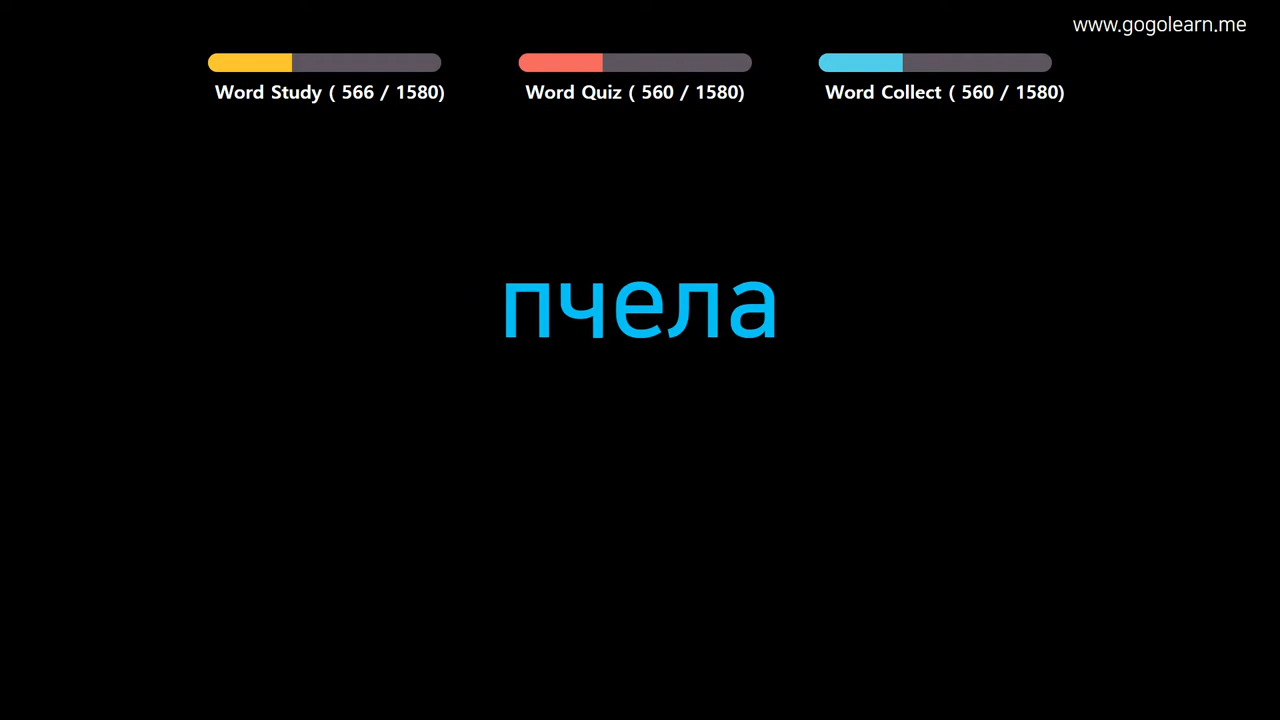 www.gogolearn.me
Word Study ( 566 / 1580)
Word Quiz ( 560 / 1580)
Word Collect ( 560 / 1580)
пчела